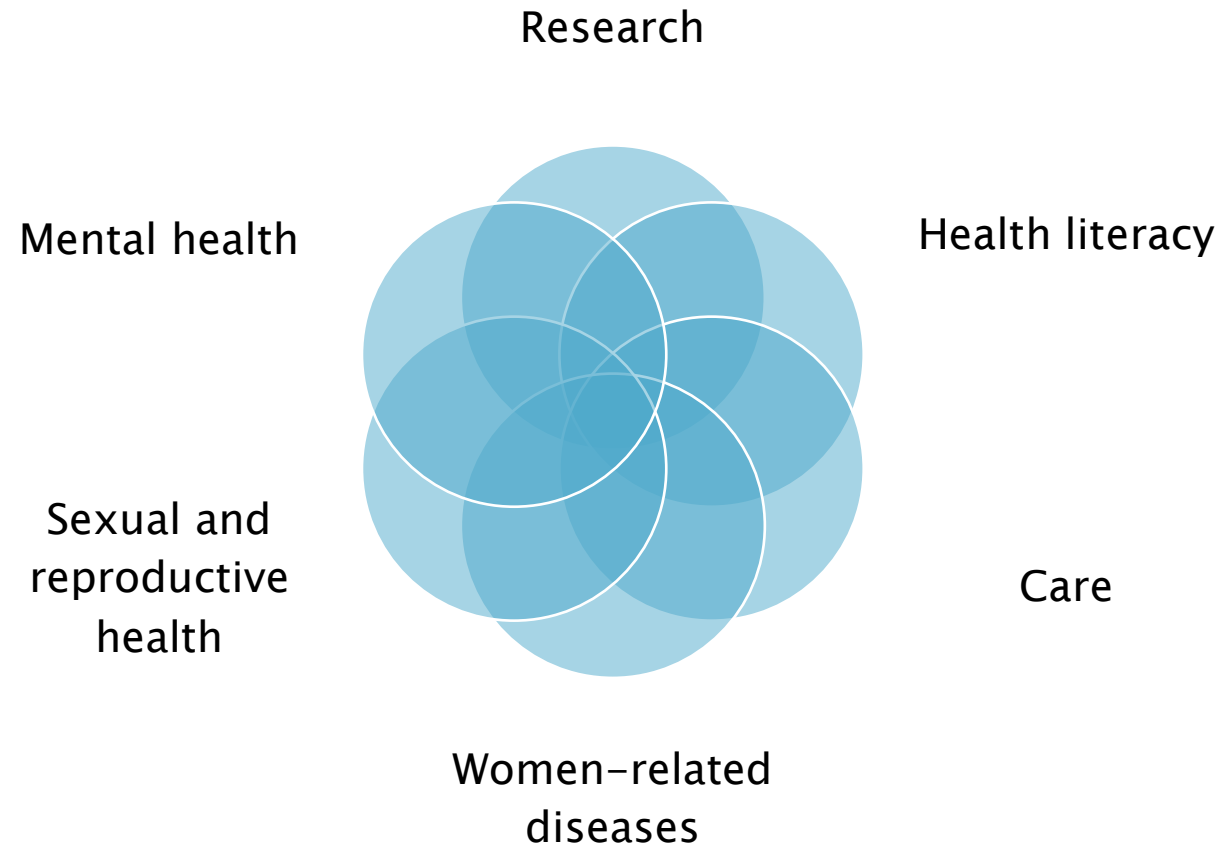 Research
Mental health
Health literacy
Sexual and
reproductive
health
Care
Women-related
diseases